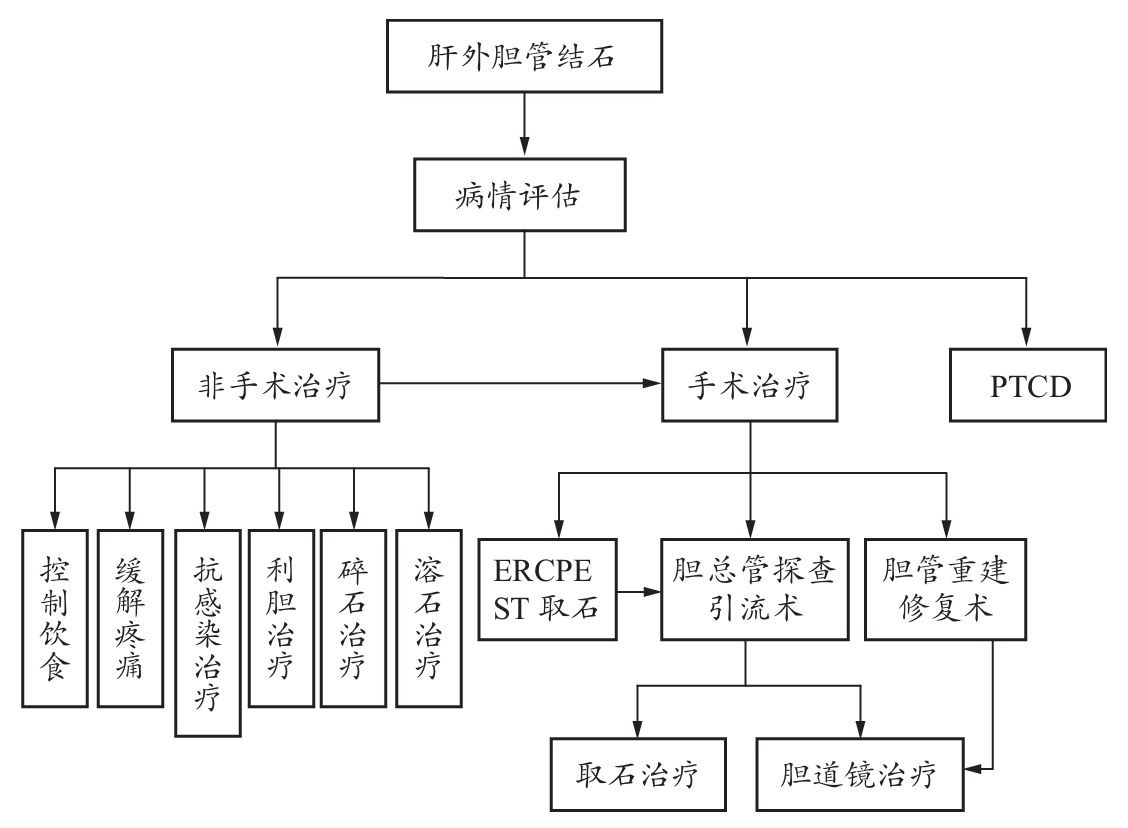 肝外胆管结石
病情评估
非手术治疗
手术治疗
PTCD
控制饮食
缓解疼痛
抗感染治疗
利胆治疗
碎石治疗
溶石治疗
ERCPE
ST 取石
胆总管探查
引流术
胆管重建
修复术
取石治疗
胆道镜治疗